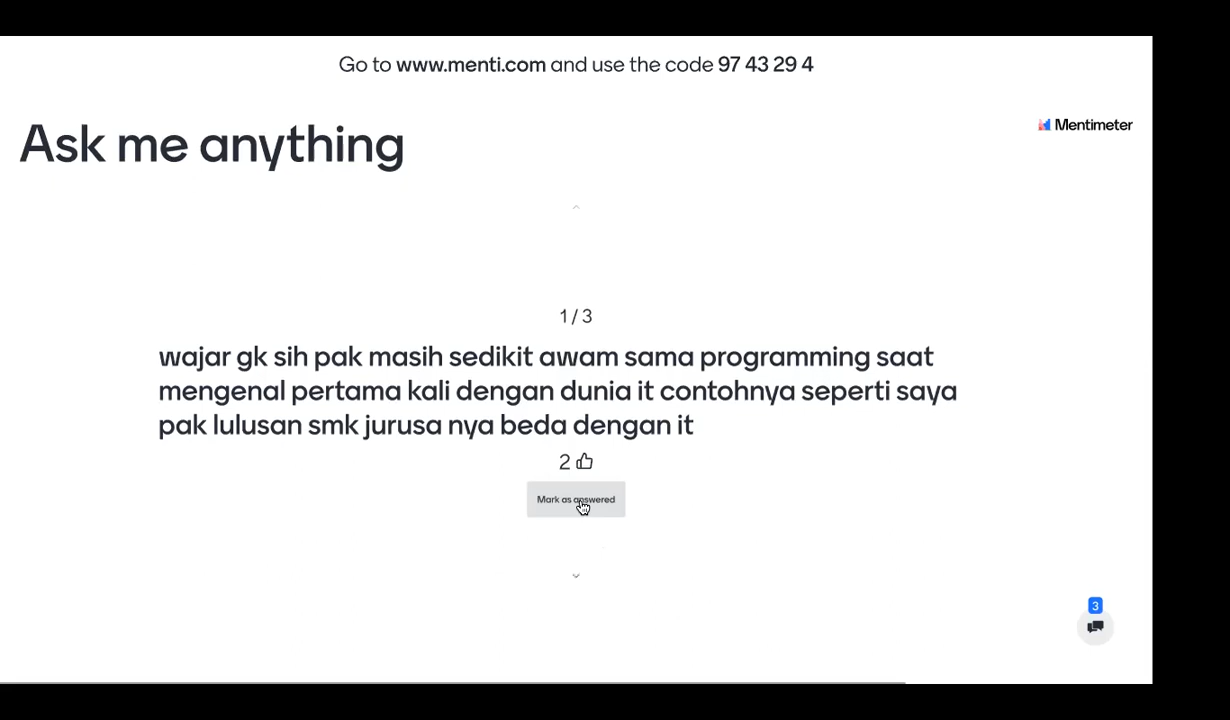 Go to www.menti.com and use the code 97 43 29 4
Ask me anything
Mentimeter
1 / 3
wajar gk sih pak masih sedikit awam sama programming saat
mengenal pertama kali dengan dunia it contohnya seperti saya
pak lulusan smk jurusa nya beda dengan it
2
Mark as answered
3